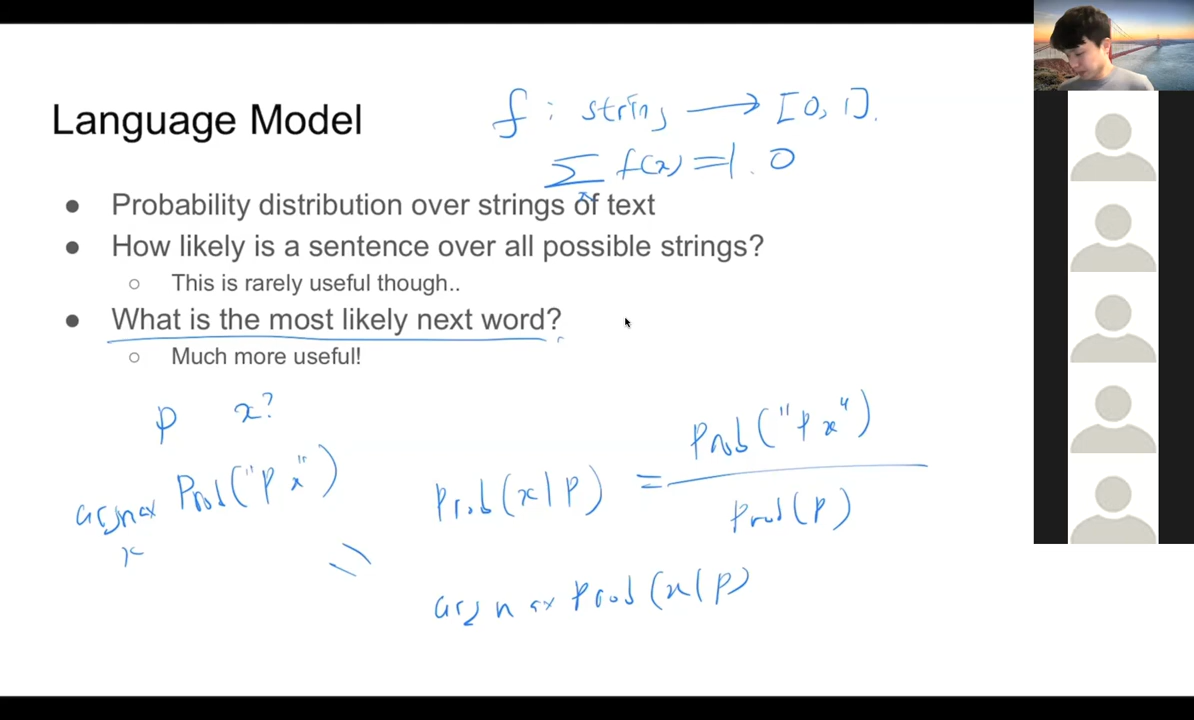 Language Model
f : string → [0, 1].
∑ f(x) = 1.0
x
● Probability distribution over strings of text
● How likely is a sentence over all possible strings?
○ This is rarely useful though..
● What is the most likely next word?
○ Much more useful!
p x?
argmax Prob("p x")
x
Prob(x|p) = Prob("p x") / Prob(p)
argmax Prob(x|p)